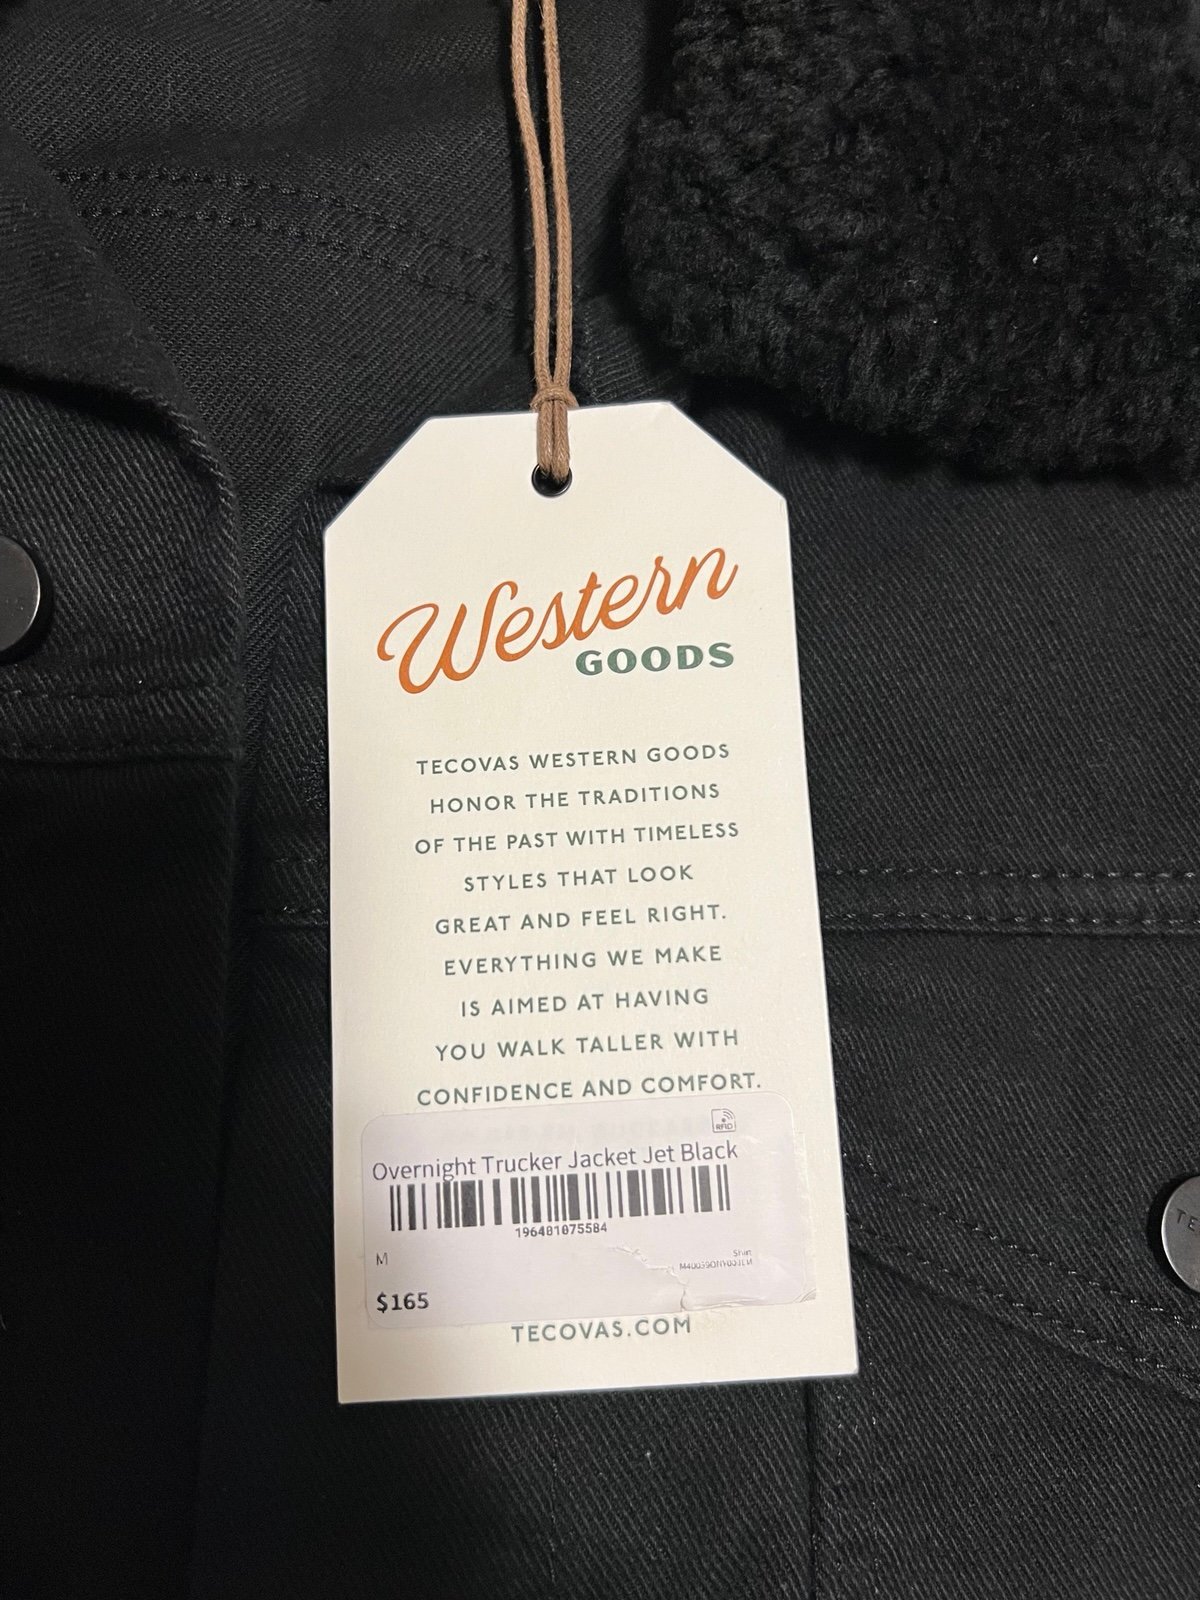 Western
GOODS
TECOVAS WESTERN GOODS
HONOR THE TRADITIONS
OF THE PAST WITH TIMELESS
STYLES THAT LOOK
GREAT AND FEEL RIGHT.
EVERYTHING WE MAKE
IS AIMED AT HAVING
YOU WALK TALLER WITH
CONFIDENCE AND COMFORT.
RFID
Overnight Trucker Jacket Jet Black
196481075584
M
$165
TECOVAS.COM